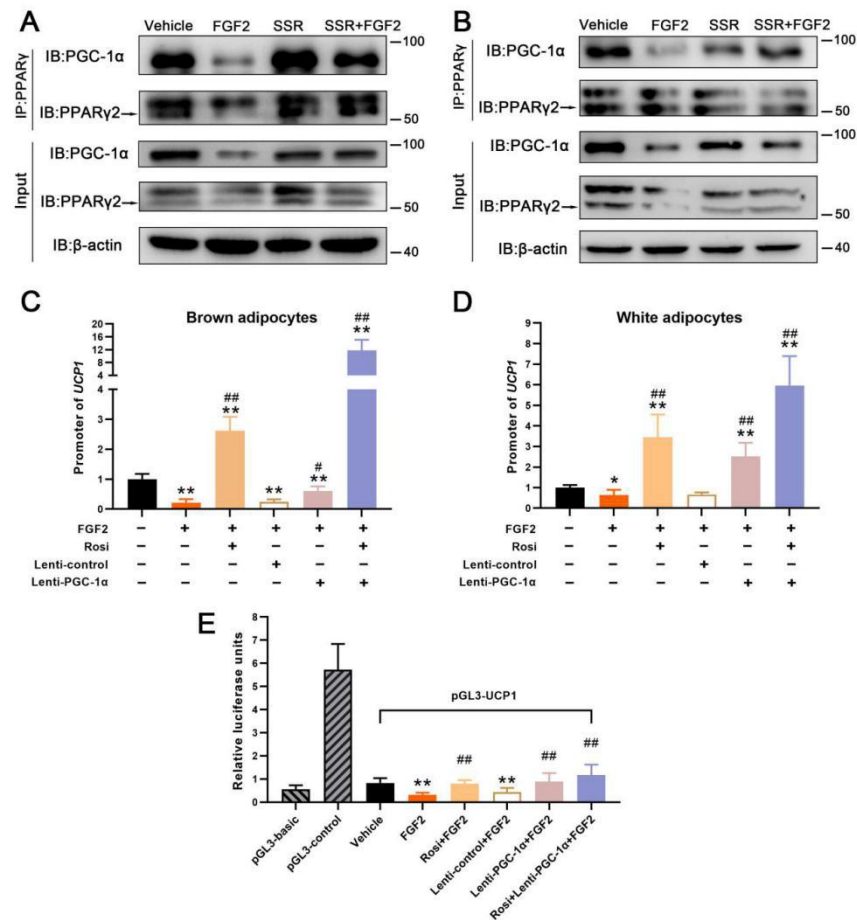 A
Vehicle FGF2 SSR SSR+FGF2
IP:PPARγ
IB:PGC-1α
100
IB:PPARγ2
50
Input
IB:PGC-1α
100
IB:PPARγ2
50
IB:β-actin
40
B
Vehicle FGF2 SSR SSR+FGF2
IP:PPARγ
IB:PGC-1α
100
IB:PPARγ2
50
Input
IB:PGC-1α
100
IB:PPARγ2
50
IB:β-actin
40
C
Brown adipocytes
Promoter of UCP1
20
16
12
8
4
4
3
2
1
0
** ## ** ** # ** ## **
FGF2 – + + + + +
Rosi – – + – – +
Lenti-control – – – + – –
Lenti-PGC-1α – – – – + +
D
White adipocytes
Promoter of UCP1
9
8
7
6
5
4
3
2
1
0
* ## ** ## ** ## **
FGF2 – + + + + +
Rosi – – + – – +
Lenti-control – – – + – –
Lenti-PGC-1α – – – – + +
E
Relative luciferase units
8
7
6
5
4
3
2
1
0
pGL3-UCP1
** ## ** ## ##
pGL3-basic
pGL3-control
Vehicle
FGF2
Rosi+FGF2
Lenti-control+FGF2
Lenti-PGC-1α+FGF2
Rosi+Lenti-PGC-1α+FGF2